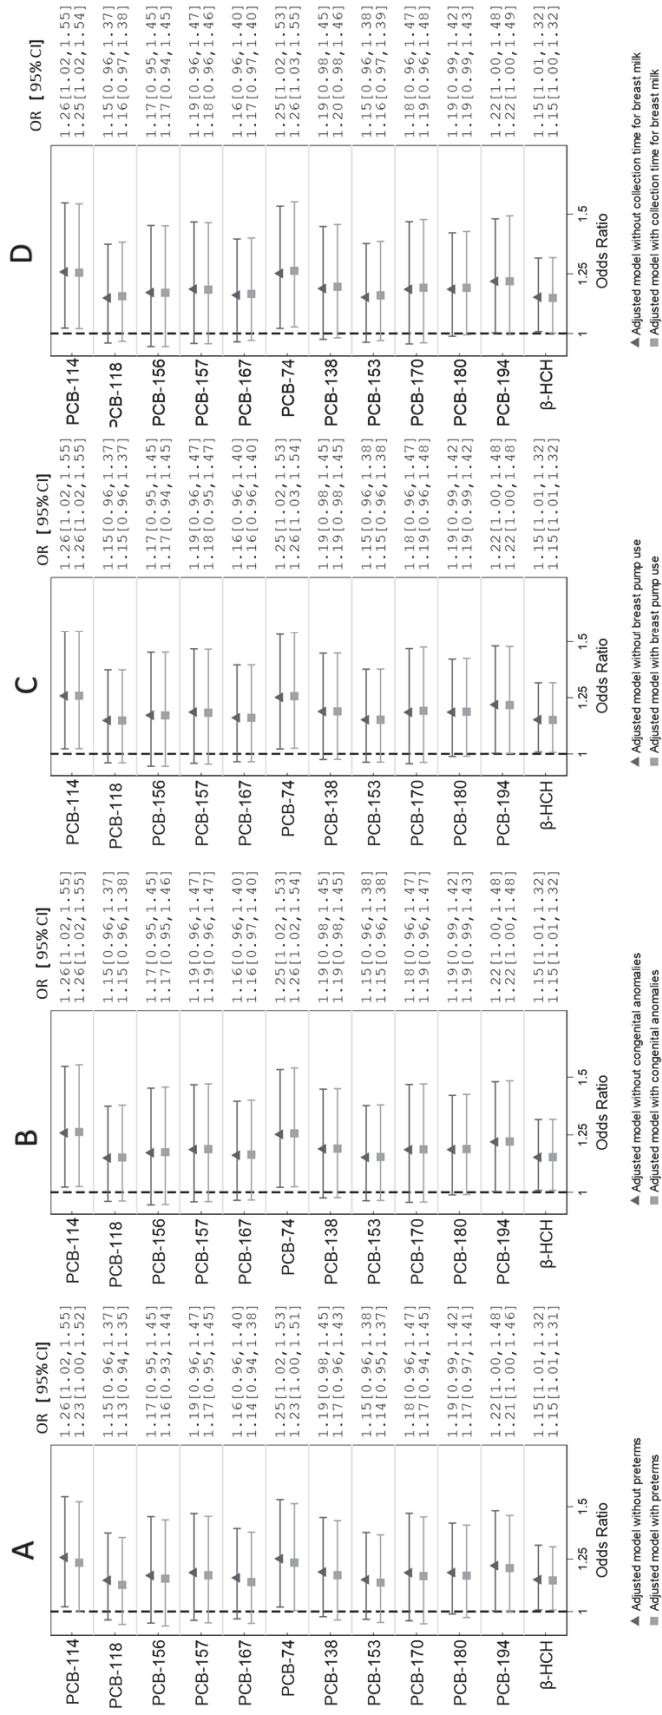 A
OR [95%CI]
PCB-114
1.26[1.02,1.55]
1.23[1.00,1.52]
PCB-118
1.15[0.96,1.37]
1.13[0.94,1.35]
PCB-156
1.17[0.95,1.45]
1.16[0.93,1.44]
PCB-157
1.19[0.96,1.47]
1.17[0.95,1.45]
PCB-167
1.16[0.96,1.40]
1.14[0.94,1.38]
PCB-74
1.25[1.02,1.53]
1.23[1.00,1.51]
PCB-138
1.19[0.98,1.45]
1.17[0.96,1.43]
PCB-153
1.15[0.96,1.38]
1.14[0.95,1.37]
PCB-170
1.18[0.96,1.47]
1.17[0.94,1.45]
PCB-180
1.19[0.99,1.42]
1.17[0.97,1.41]
PCB-194
1.22[1.00,1.48]
1.21[1.00,1.46]
β-HCH
1.15[1.01,1.32]
1.15[1.01,1.31]
1 1.25 1.5
Odds Ratio
Adjusted model without preterms
Adjusted model with preterms
B
OR [95%CI]
PCB-114
1.26[1.02,1.55]
1.26[1.02,1.55]
PCB-118
1.15[0.96,1.37]
1.15[0.96,1.38]
PCB-156
1.17[0.95,1.45]
1.17[0.95,1.46]
PCB-157
1.19[0.96,1.47]
1.19[0.96,1.47]
PCB-167
1.16[0.96,1.40]
1.16[0.97,1.40]
PCB-74
1.25[1.02,1.53]
1.26[1.02,1.54]
PCB-138
1.19[0.98,1.45]
1.19[0.98,1.45]
PCB-153
1.15[0.96,1.38]
1.15[0.96,1.38]
PCB-170
1.18[0.96,1.47]
1.19[0.96,1.47]
PCB-180
1.19[0.99,1.42]
1.19[0.99,1.43]
PCB-194
1.22[1.00,1.48]
1.22[1.00,1.48]
β-HCH
1.15[1.01,1.32]
1.15[1.01,1.32]
1 1.25 1.5
Odds Ratio
Adjusted model without congenital anomalies
Adjusted model with congenital anomalies
C
OR [95%CI]
PCB-114
1.26[1.02,1.55]
1.26[1.02,1.55]
PCB-118
1.15[0.96,1.37]
1.15[0.96,1.37]
PCB-156
1.17[0.95,1.45]
1.17[0.94,1.45]
PCB-157
1.19[0.96,1.47]
1.18[0.95,1.47]
PCB-167
1.16[0.96,1.40]
1.16[0.96,1.40]
PCB-74
1.25[1.02,1.53]
1.26[1.03,1.54]
PCB-138
1.19[0.98,1.45]
1.19[0.98,1.45]
PCB-153
1.15[0.96,1.38]
1.15[0.96,1.38]
PCB-170
1.18[0.96,1.47]
1.19[0.96,1.48]
PCB-180
1.19[0.99,1.42]
1.19[0.99,1.42]
PCB-194
1.22[1.00,1.48]
1.22[1.00,1.48]
β-HCH
1.15[1.01,1.32]
1.15[1.01,1.32]
1 1.25 1.5
Odds Ratio
Adjusted model without breast pump use
Adjusted model with breast pump use
D
OR [95%CI]
PCB-114
1.26[1.02,1.55]
1.25[1.02,1.54]
PCB-118
1.15[0.96,1.37]
1.16[0.97,1.38]
PCB-156
1.17[0.95,1.45]
1.17[0.94,1.45]
PCB-157
1.19[0.96,1.47]
1.18[0.96,1.46]
PCB-167
1.16[0.96,1.40]
1.17[0.97,1.40]
PCB-74
1.25[1.02,1.53]
1.26[1.03,1.55]
PCB-138
1.19[0.98,1.45]
1.20[0.98,1.46]
PCB-153
1.15[0.96,1.38]
1.16[0.97,1.39]
PCB-170
1.18[0.96,1.47]
1.19[0.96,1.48]
PCB-180
1.19[0.99,1.42]
1.19[0.99,1.43]
PCB-194
1.22[1.00,1.48]
1.22[1.00,1.49]
β-HCH
1.15[1.01,1.32]
1.15[1.00,1.32]
1 1.25 1.5
Odds Ratio
Adjusted model without collection time for breast milk
Adjusted model with collection time for breast milk